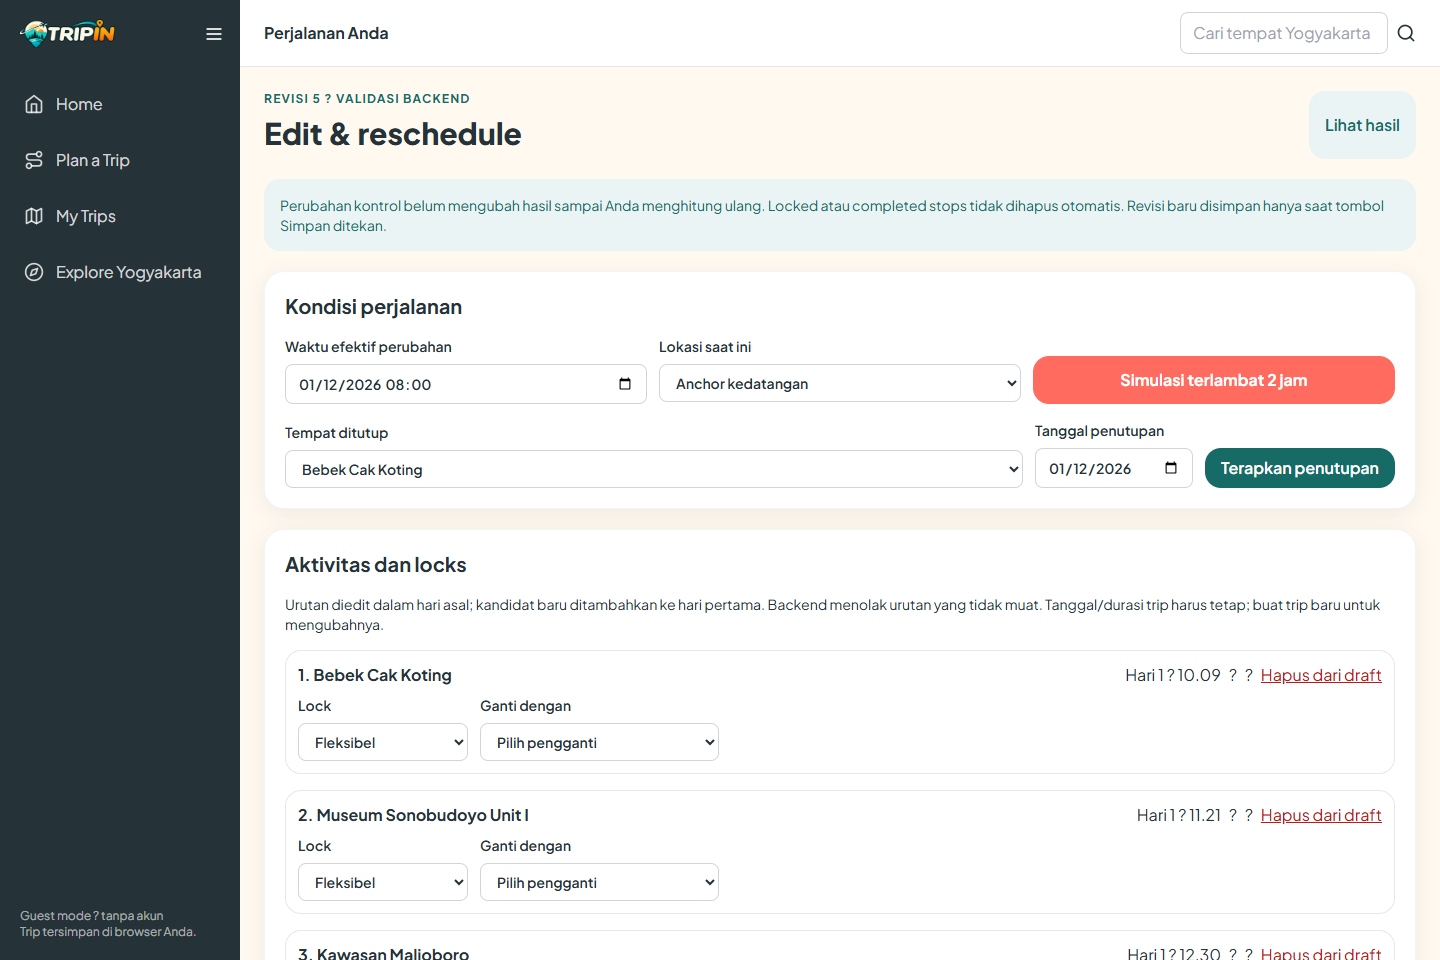 TRIPIN
Home
Plan a Trip
My Trips
Explore Yogyakarta
Guest mode ? tanpa akun
Trip tersimpan di browser Anda.
Perjalanan Anda
Cari tempat Yogyakarta
REVISI 5 ? VALIDASI BACKEND
Edit & reschedule
Lihat hasil
Perubahan kontrol belum mengubah hasil sampai Anda menghitung ulang. Locked atau completed stops tidak dihapus otomatis. Revisi baru disimpan hanya saat tombol
Simpan ditekan.
Kondisi perjalanan
Waktu efektif perubahan
01/12/2026 08:00
Lokasi saat ini
Anchor kedatangan
Simulasi terlambat 2 jam
Tempat ditutup
Bebek Cak Koting
Tanggal penutupan
01/12/2026
Terapkan penutupan
Aktivitas dan locks
Urutan diedit dalam hari asal; kandidat baru ditambahkan ke hari pertama. Backend menolak urutan yang tidak muat. Tanggal/durasi trip harus tetap; buat trip baru untuk
mengubahnya.
1. Bebek Cak Koting
Hari 1 ? 10.09 ? ? Hapus dari draft
Lock
Ganti dengan
Fleksibel
Pilih pengganti
2. Museum Sonobudoyo Unit I
Hari 1 ? 11.21 ? ? Hapus dari draft
Lock
Ganti dengan
Fleksibel
Pilih pengganti
3. Kawasan Malioboro
Hari 1 ? 12.30 ? ? Hapus dari draft